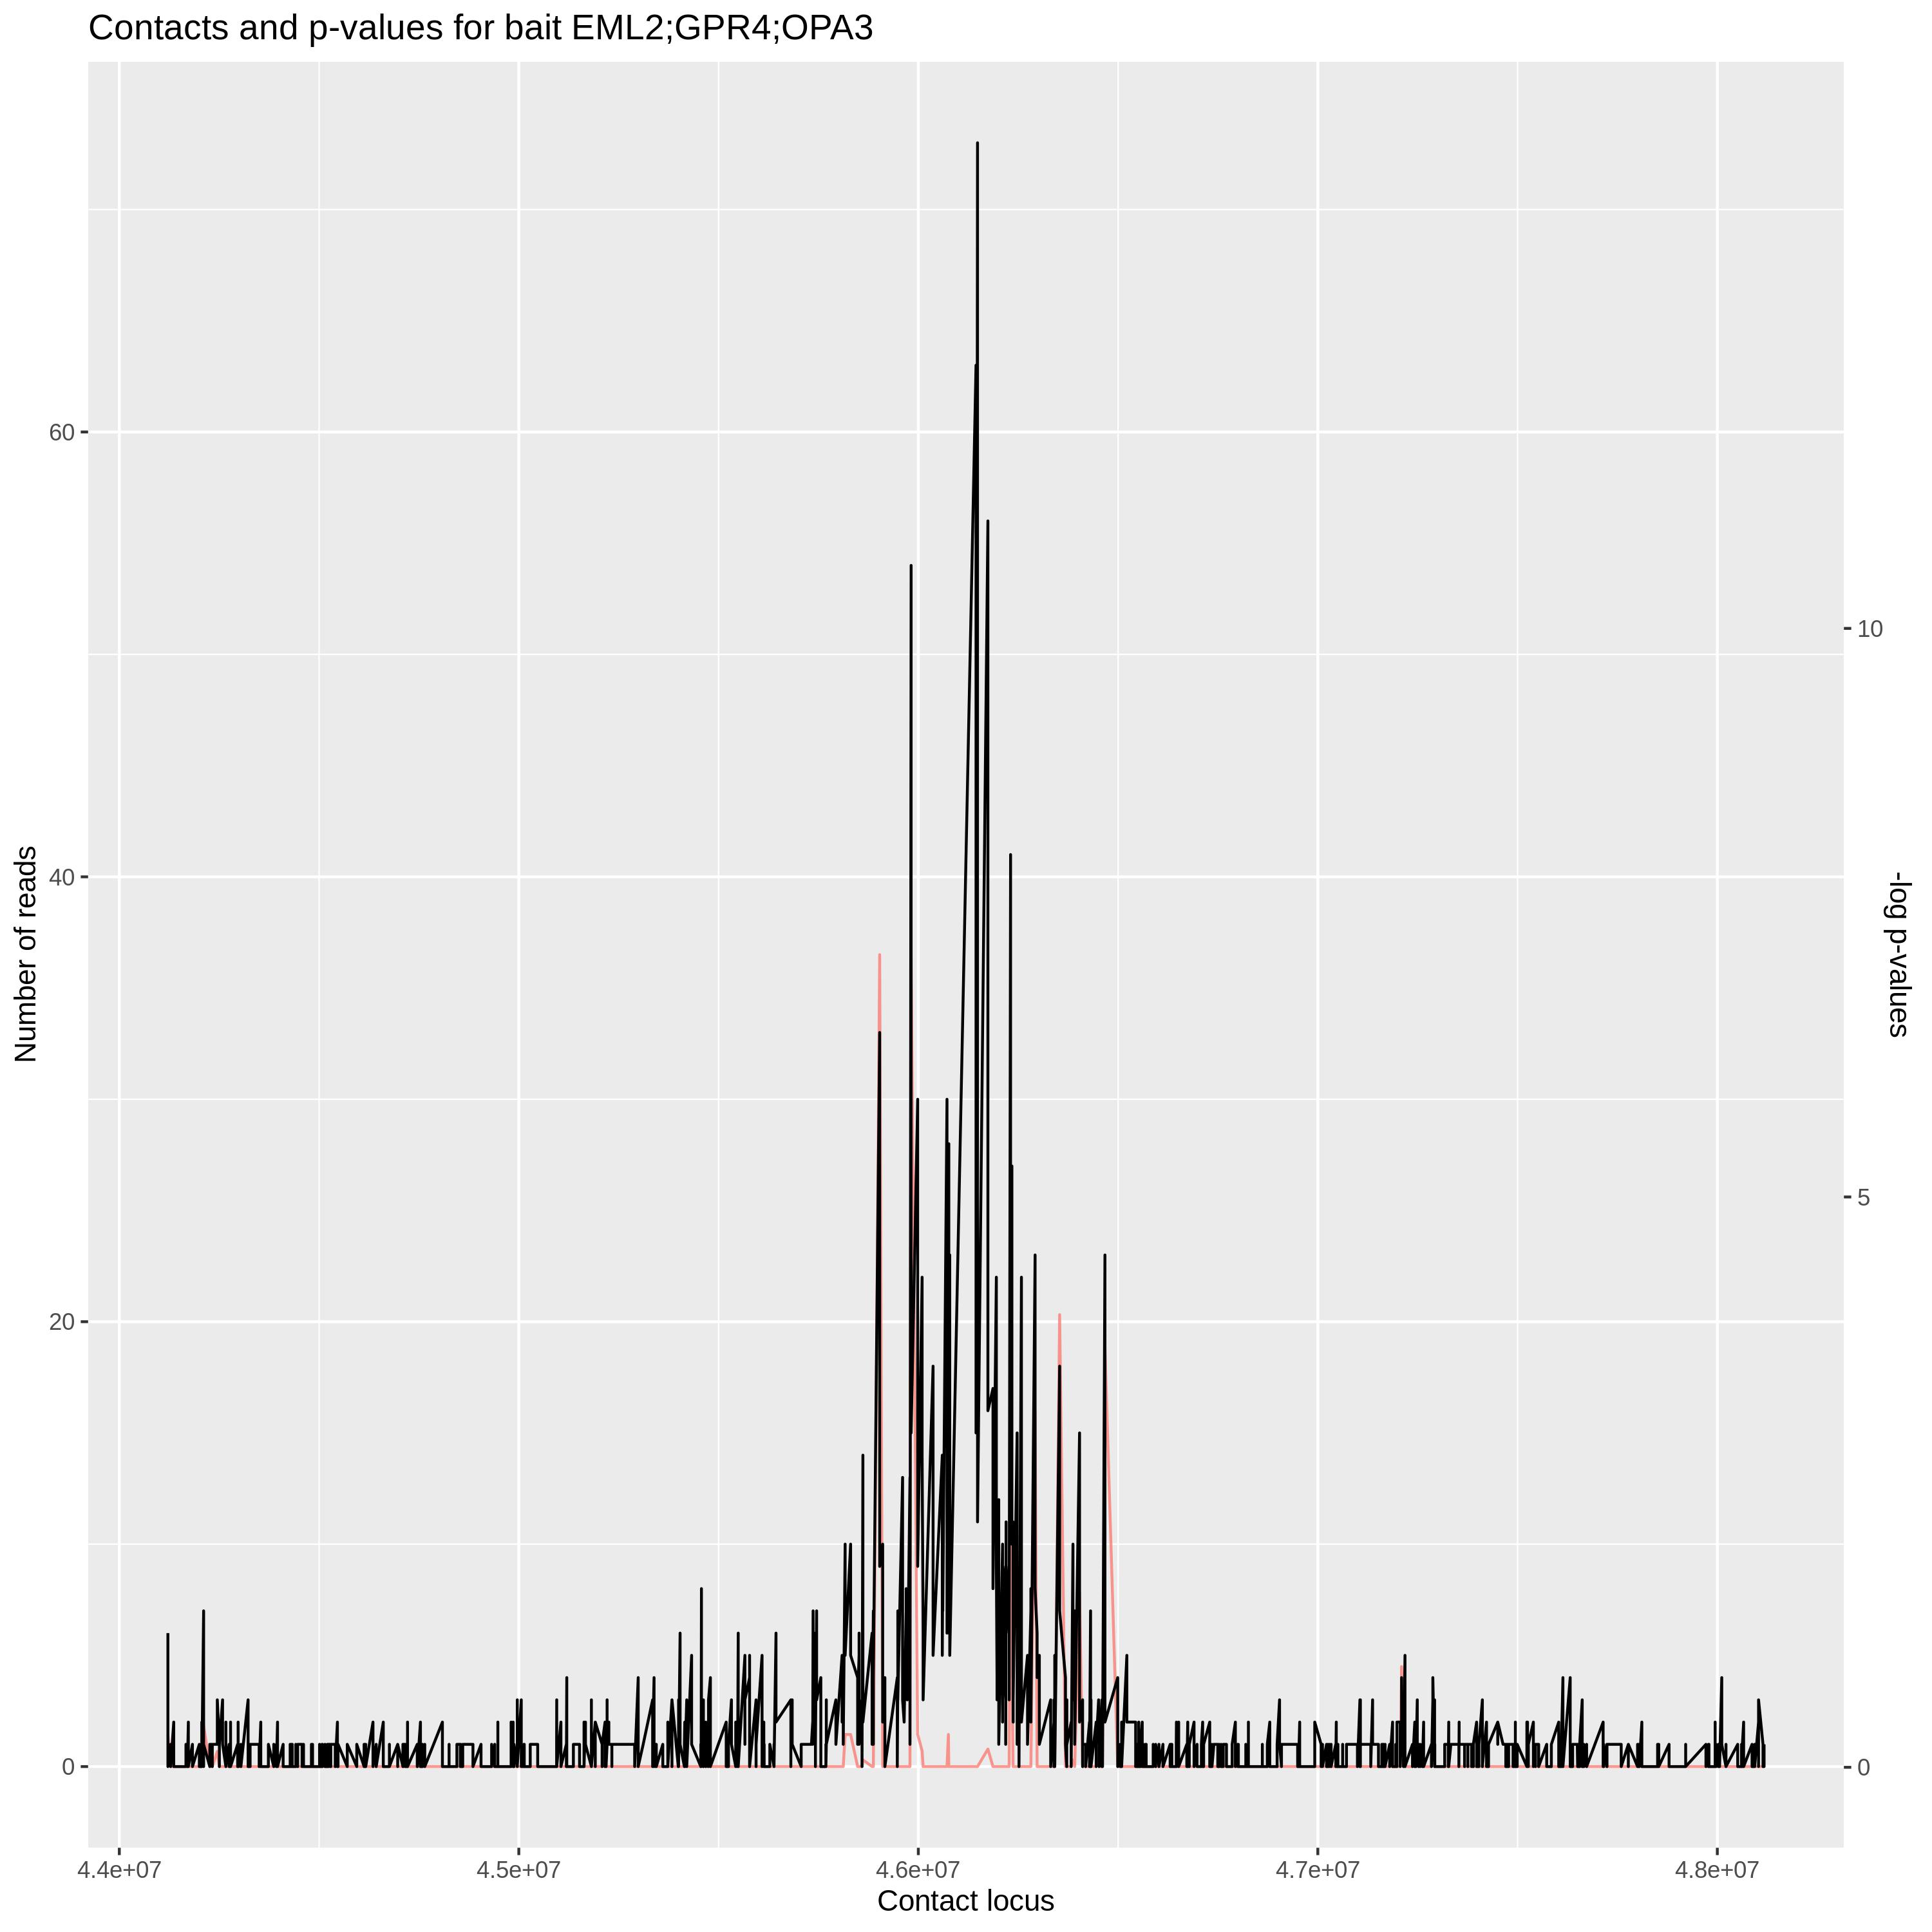 Contacts and p-values for bait EML2;GPR4;OPA3
Number of reads
60
40
20
0
10
5
0
-log p-values
4.4e+07 4.5e+07 4.6e+07 4.7e+07 4.8e+07
Contact locus